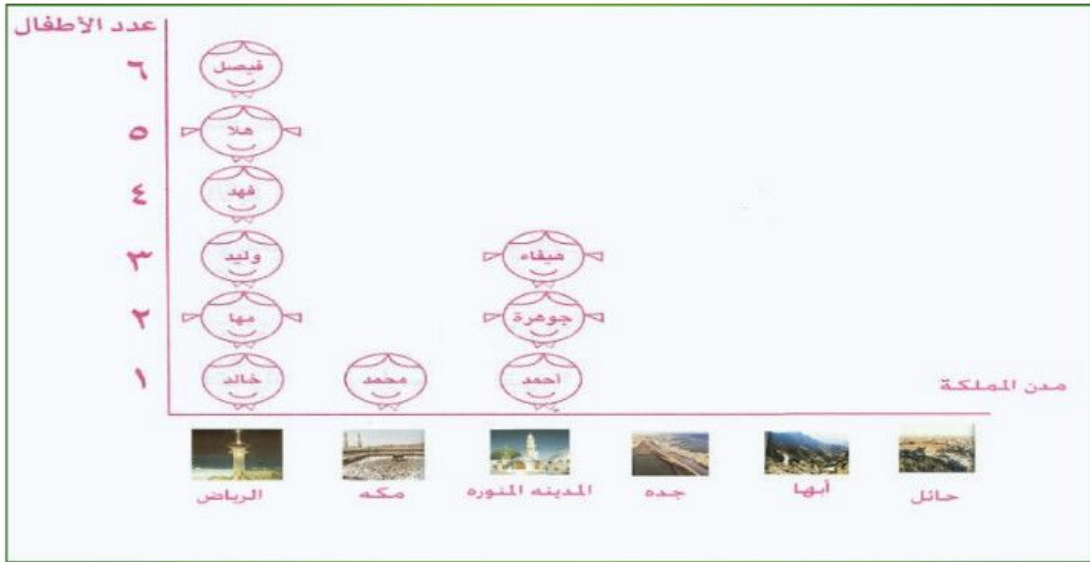 عدد الأطفال
٦
فيصل
٥
هلا
٤
فهد
٣
وليد
هيفاء
٢
مها
جوهرة
١
خالد
محمد
أحمد
مدن المملكة
الرياض
مكه
المدينه المنوره
جده
أبها
حائل